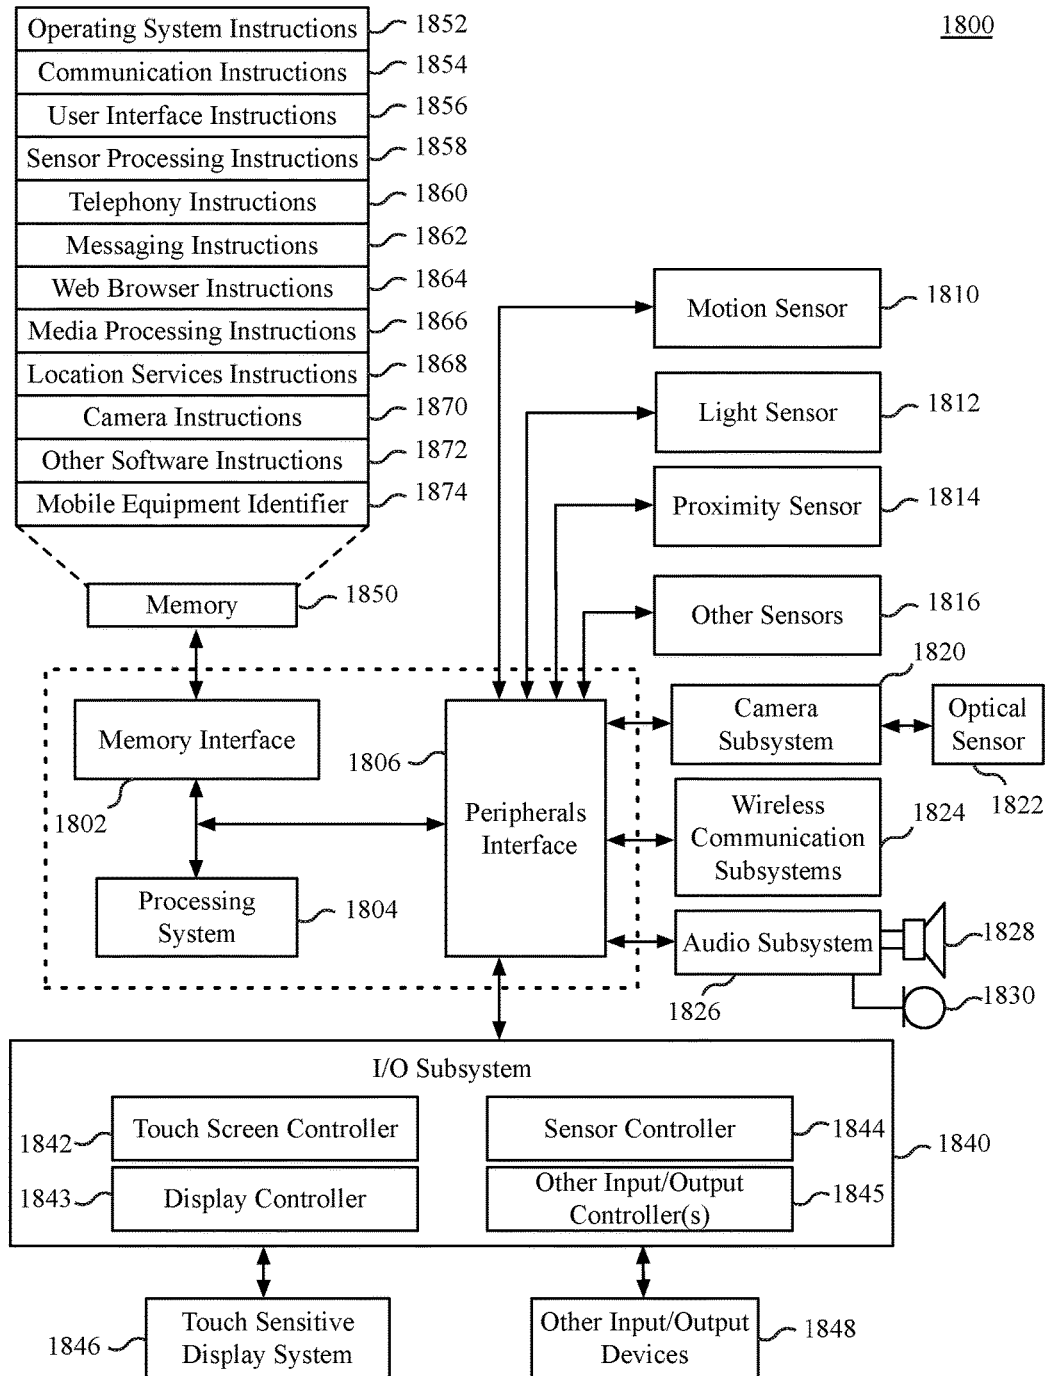 1800
Operating System Instructions 1852
Communication Instructions 1854
User Interface Instructions 1856
Sensor Processing Instructions 1858
Telephony Instructions 1860
Messaging Instructions 1862
Web Browser Instructions 1864
Media Processing Instructions 1866
Location Services Instructions 1868
Camera Instructions 1870
Other Software Instructions 1872
Mobile Equipment Identifier 1874
Memory 1850
Motion Sensor 1810
Light Sensor 1812
Proximity Sensor 1814
Other Sensors 1816
Memory Interface
1802
Processing
System
1804
1806
Peripherals
Interface
1820
Camera
Subsystem
Optical
Sensor
1822
Wireless
Communication
Subsystems
1824
Audio Subsystem
1826
1828
1830
I/O Subsystem
1842 Touch Screen Controller
Sensor Controller 1844
1840
1843 Display Controller
Other Input/Output
Controller(s)
1845
1846
Touch Sensitive
Display System
Other Input/Output
Devices
1848